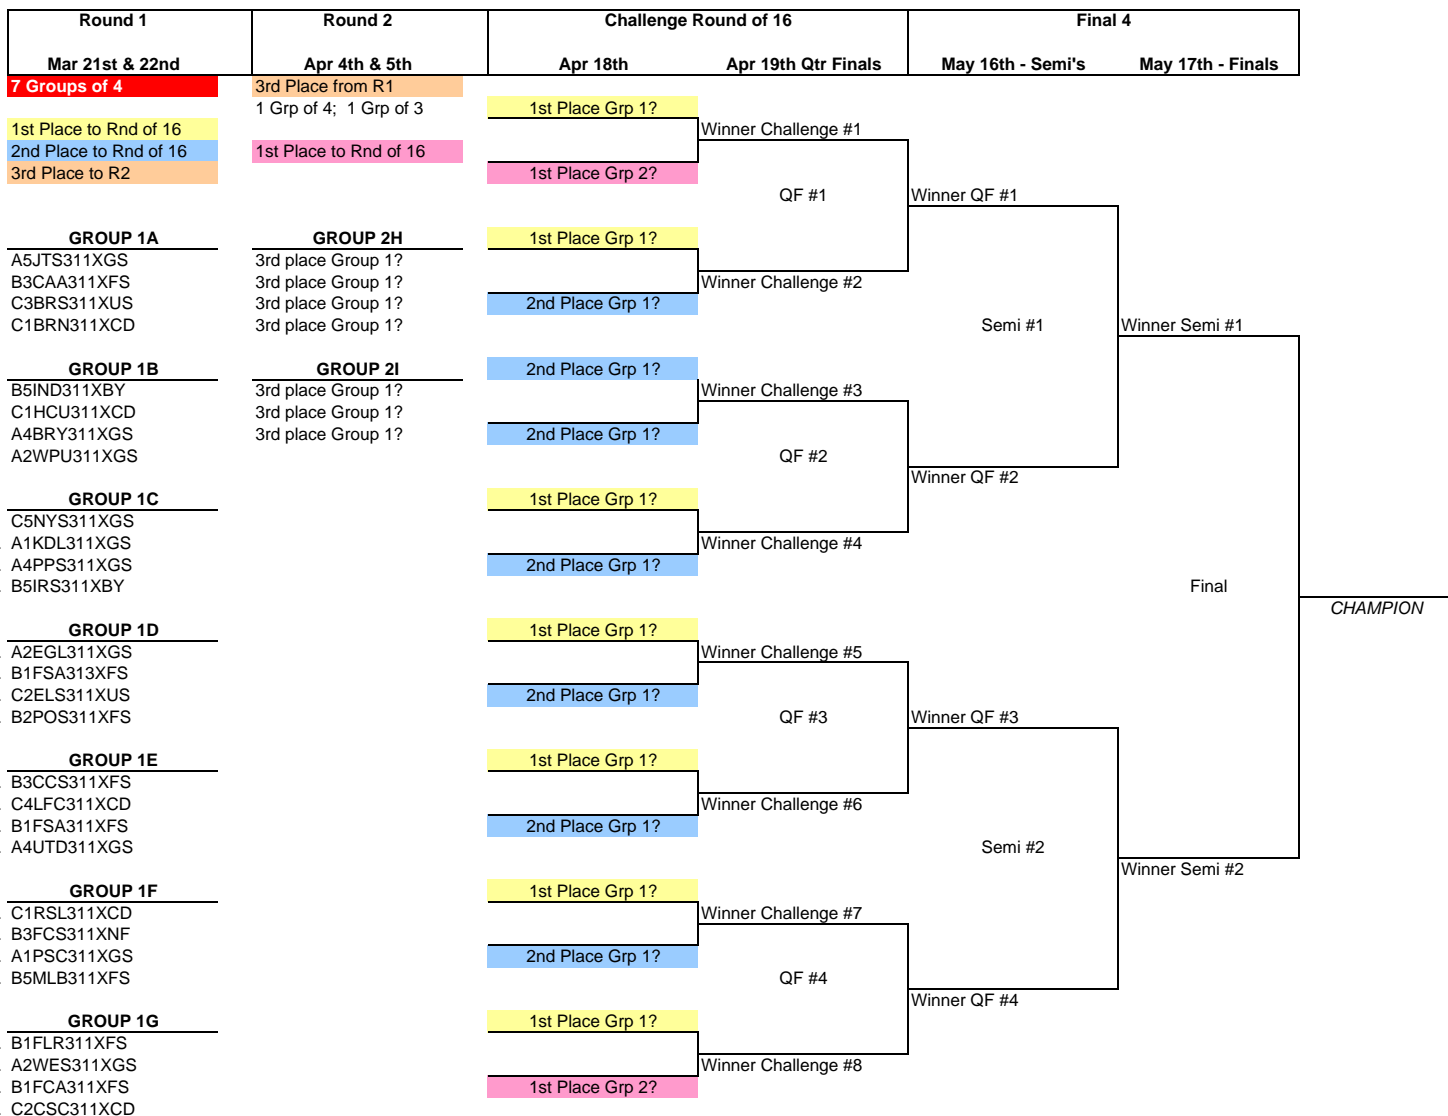 Round 1 Round 2 Challenge Round of 16 Final 4
Mar 21st & 22nd Apr 4th & 5th Apr 18th Apr 19th Qtr Finals May 16th - Semi's May 17th - Finals
7 Groups of 4 3rd Place from R1
1 Grp of 4; 1 Grp of 3 1st Place Grp 1?
1st Place to Rnd of 16 Winner Challenge #1
2nd Place to Rnd of 16 1st Place to Rnd of 16
3rd Place to R2 1st Place Grp 2?
QF #1 Winner QF #1
GROUP 1A GROUP 2H 1st Place Grp 1?
A5JTS311XGS 3rd place Group 1?
B3CAA311XFS 3rd place Group 1? Winner Challenge #2
C3BRS311XUS 3rd place Group 1? 2nd Place Grp 1?
C1BRN311XCD 3rd place Group 1? Semi #1 Winner Semi #1
GROUP 1B GROUP 2I 2nd Place Grp 1?
B5IND311XBY 3rd place Group 1? Winner Challenge #3
C1HCU311XCD 3rd place Group 1?
A4BRY311XGS 3rd place Group 1? 2nd Place Grp 1?
A2WPU311XGS QF #2
Winner QF #2
GROUP 1C 1st Place Grp 1?
C5NYS311XGS
A1KDL311XGS Winner Challenge #4
A4PPS311XGS 2nd Place Grp 1?
B5IRS311XBY Final
CHAMPION
GROUP 1D 1st Place Grp 1?
A2EGL311XGS Winner Challenge #5
B1FSA313XFS
C2ELS311XUS 2nd Place Grp 1?
B2POS311XFS QF #3 Winner QF #3
GROUP 1E 1st Place Grp 1?
B3CCS311XFS
C4LFC311XCD Winner Challenge #6
B1FSA311XFS 2nd Place Grp 1?
A4UTD311XGS Semi #2
Winner Semi #2
GROUP 1F 1st Place Grp 1?
C1RSL311XCD Winner Challenge #7
B3FCS311XNF
A1PSC311XGS 2nd Place Grp 1?
B5MLB311XFS QF #4
Winner QF #4
GROUP 1G 1st Place Grp 1?
B1FLR311XFS
A2WES311XGS Winner Challenge #8
B1FCA311XFS 1st Place Grp 2?
C2CSC311XCD